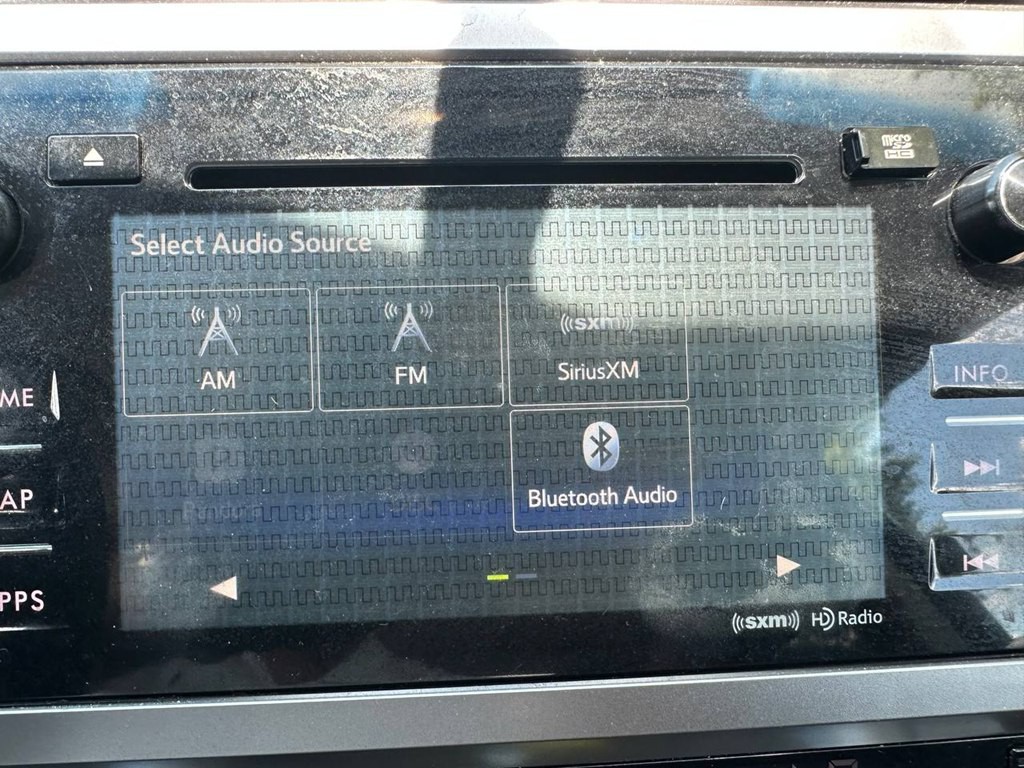 micro
SD
HC
Select Audio Source
((sxm))
AM
FM
SiriusXM
INFO
ME
Bluetooth Audio
AP
PPS
((sxm)) HD Radio